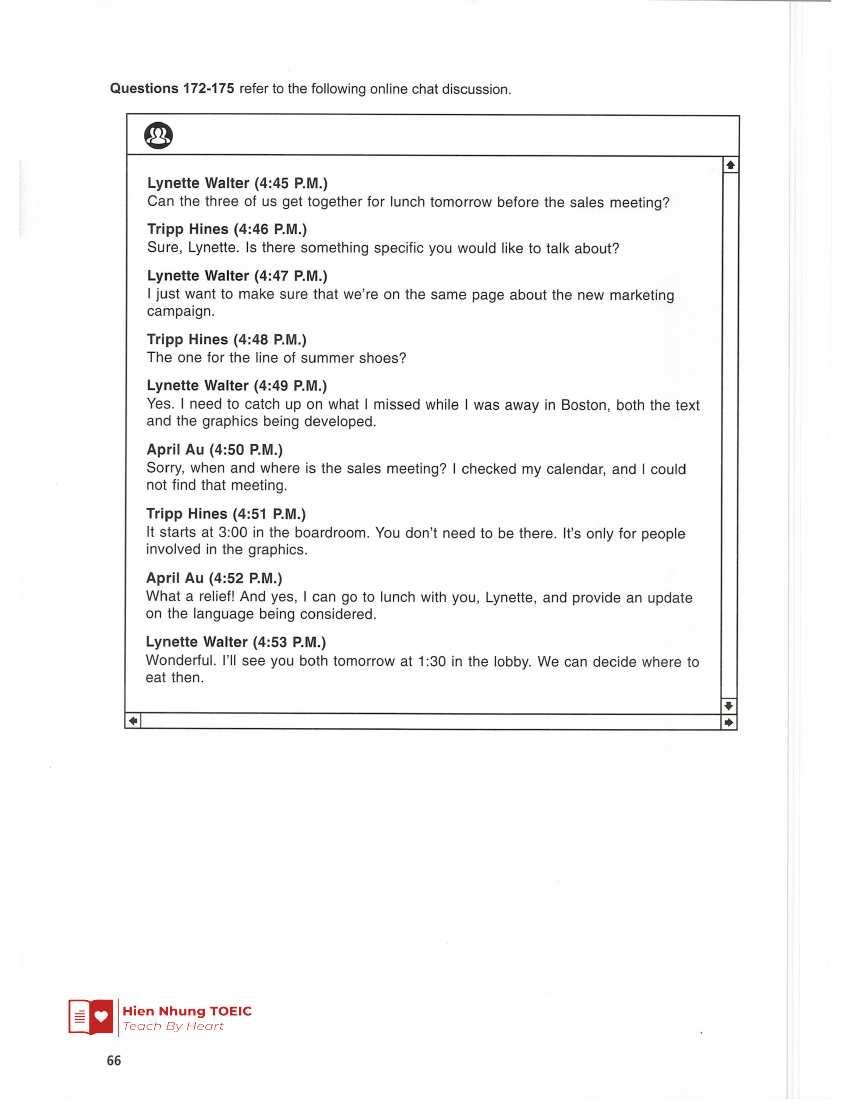 Questions 172-175 refer to the following online chat discussion.
Lynette Walter (4:45 P.M.)
Can the three of us get together for lunch tomorrow before the sales meeting?
Tripp Hines (4:46 P.M.)
Sure, Lynette. Is there something specific you would like to talk about?
Lynette Walter (4:47 P.M.)
I just want to make sure that we're on the same page about the new marketing
campaign.
Tripp Hines (4:48 P.M.)
The one for the line of summer shoes?
Lynette Walter (4:49 P.M.)
Yes. I need to catch up on what I missed while I was away in Boston, both the text
and the graphics being developed.
April Au (4:50 P.M.)
Sorry, when and where is the sales meeting? I checked my calendar, and I could
not find that meeting.
Tripp Hines (4:51 P.M.)
It starts at 3:00 in the boardroom. You don't need to be there. It's only for people
involved in the graphics.
April Au (4:52 P.M.)
What a relief! And yes, I can go to lunch with you, Lynette, and provide an update
on the language being considered.
Lynette Walter (4:53 P.M.)
Wonderful. I'll see you both tomorrow at 1:30 in the lobby. We can decide where to
eat then.
Hien Nhung TOEIC
Teach By Heart
66